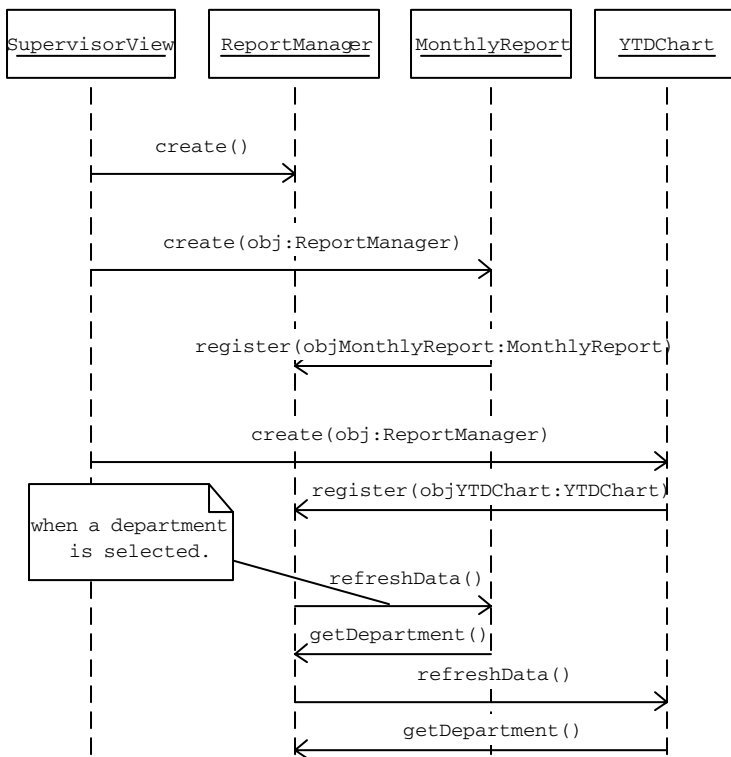 SupervisorView
ReportManager
MonthlyReport
YTDChart
create()
create(obj:ReportManager)
register(objMonthlyReport:MonthlyReport)
create(obj:ReportManager)
register(objYTDChart:YTDChart)
when a department
is selected.
refreshData()
getDepartment()
refreshData()
getDepartment()